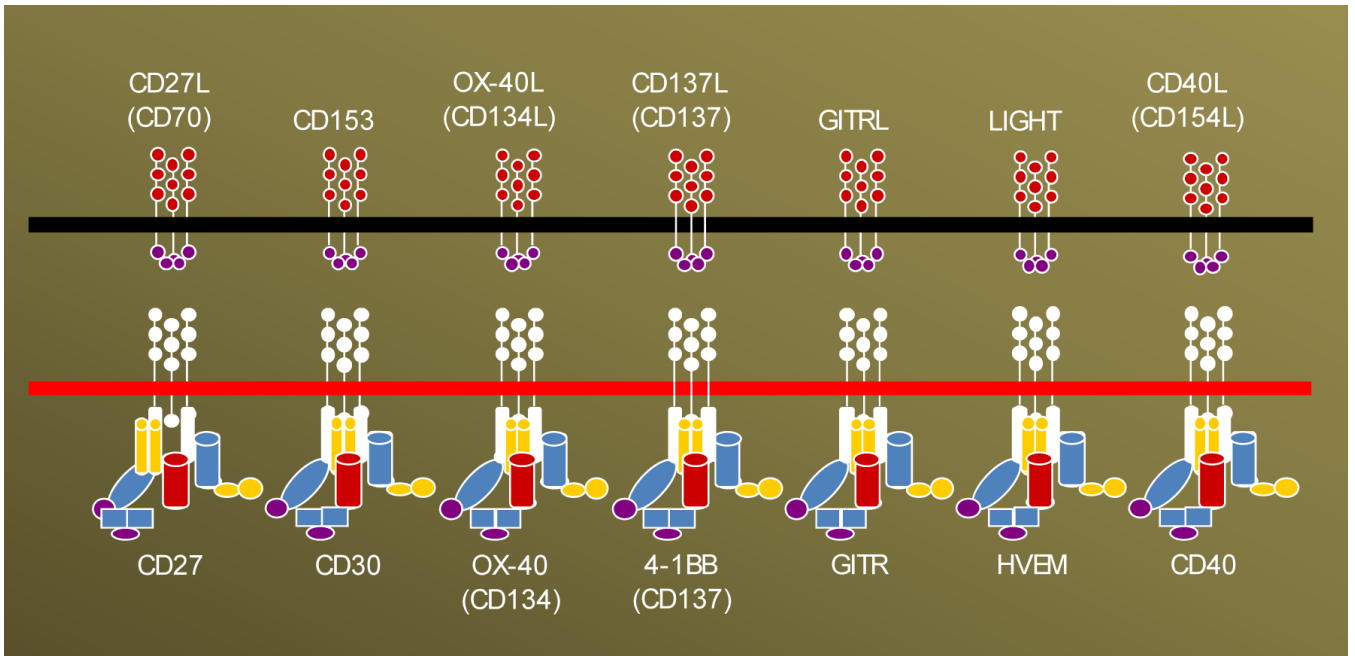 CD27L
(CD70)
CD153
OX-40L
(CD134L)
CD137L
(CD137)
GITRL
LIGHT
CD40L
(CD154L)
CD27
CD30
OX-40
(CD134)
4-1BB
(CD137)
GITR
HVEM
CD40